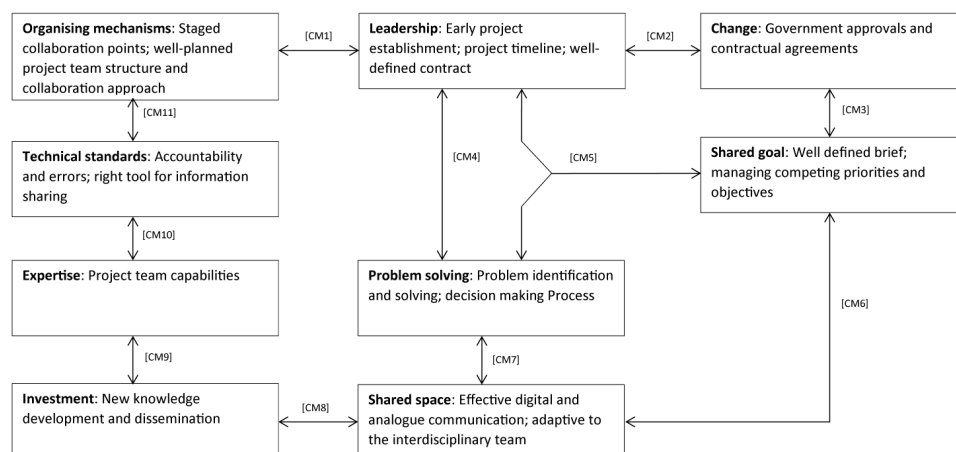 Organising mechanisms: Staged
collaboration points; well-planned
project team structure and
collaboration approach
[CM1]
Leadership: Early project
establishment; project timeline; well-
defined contract
[CM2]
Change: Government approvals and
contractual agreements
[CM11]
[CM3]
Technical standards: Accountability
and errors; right tool for information
sharing
[CM4]
[CM5]
Shared goal: Well defined brief;
managing competing priorities and
objectives
[CM10]
Expertise: Project team capabilities
Problem solving: Problem identification
and solving; decision making Process
[CM6]
[CM9]
[CM7]
Investment: New knowledge
development and dissemination
[CM8]
Shared space: Effective digital and
analogue communication; adaptive to
the interdisciplinary team